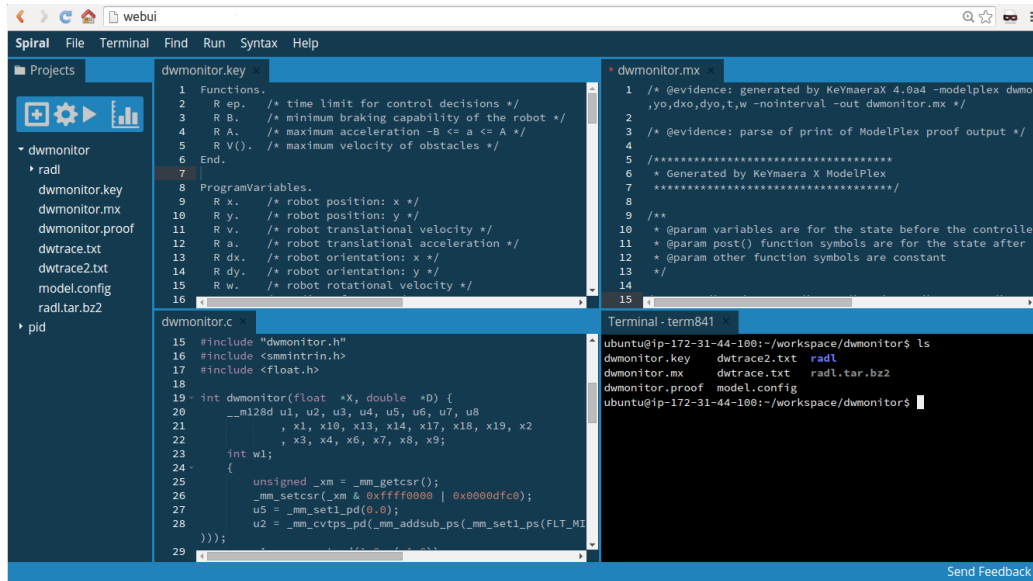 webui
Spiral File Terminal Find Run Syntax Help
Projects
dwmonitor
radl
dwmonitor.key
dwmonitor.mx
dwmonitor.proof
dwtrace.txt
dwtrace2.txt
model.config
radl.tar.bz2
pid
dwmonitor.key ×
1 Functions.
2 R ep. /* time limit for control decisions */
3 R B. /* minimum braking capability of the robot */
4 R A. /* maximum acceleration -B <= a <= A */
5 R V(). /* maximum velocity of obstacles */
6 End.
7
8 ProgramVariables.
9 R x. /* robot position: x */
10 R y. /* robot position: y */
11 R v. /* robot translational velocity */
12 R a. /* robot translational acceleration */
13 R dx. /* robot orientation: x */
14 R dy. /* robot orientation: y */
15 R w. /* robot rotational velocity */
16
* dwmonitor.mx ×
1 /* @evidence: generated by KeYmaeraX 4.0a4 -modelplex dwmo
,yo,dxo,dyo,t,w -nointerval -out dwmonitor.mx */
2
3 /* @evidence: parse of print of ModelPlex proof output */
4
5 /***********************************
6 * Generated by KeYmaera X ModelPlex
7 ***********************************/
8
9 /**
10 * @param variables are for the state before the controlle
11 * @param post() function symbols are for the state after
12 * @param other function symbols are constant
13 */
14
15
dwmonitor.c ×
15 #include "dwmonitor.h"
16 #include <smmintrin.h>
17 #include <float.h>
18
19 int dwmonitor(float *X, double *D) {
20 __m128d u1, u2, u3, u4, u5, u6, u7, u8
21 , x1, x10, x13, x14, x17, x18, x19, x2
22 , x3, x4, x6, x7, x8, x9;
23 int w1;
24 {
25 unsigned _xm = _mm_getcsr();
26 _mm_setcsr(_xm & 0xffff0000 | 0x0000dfc0);
27 u5 = _mm_set1_pd(0.0);
28 u2 = _mm_cvtps_pd(_mm_addsub_ps(_mm_set1_ps(FLT_MI
)));
29
Terminal - term841 ×
ubuntu@ip-172-31-44-100:~/workspace/dwmonitor$ ls
dwmonitor.key dwtrace2.txt radl
dwmonitor.mx dwtrace.txt radl.tar.bz2
dwmonitor.proof model.config
ubuntu@ip-172-31-44-100:~/workspace/dwmonitor$
Send Feedback